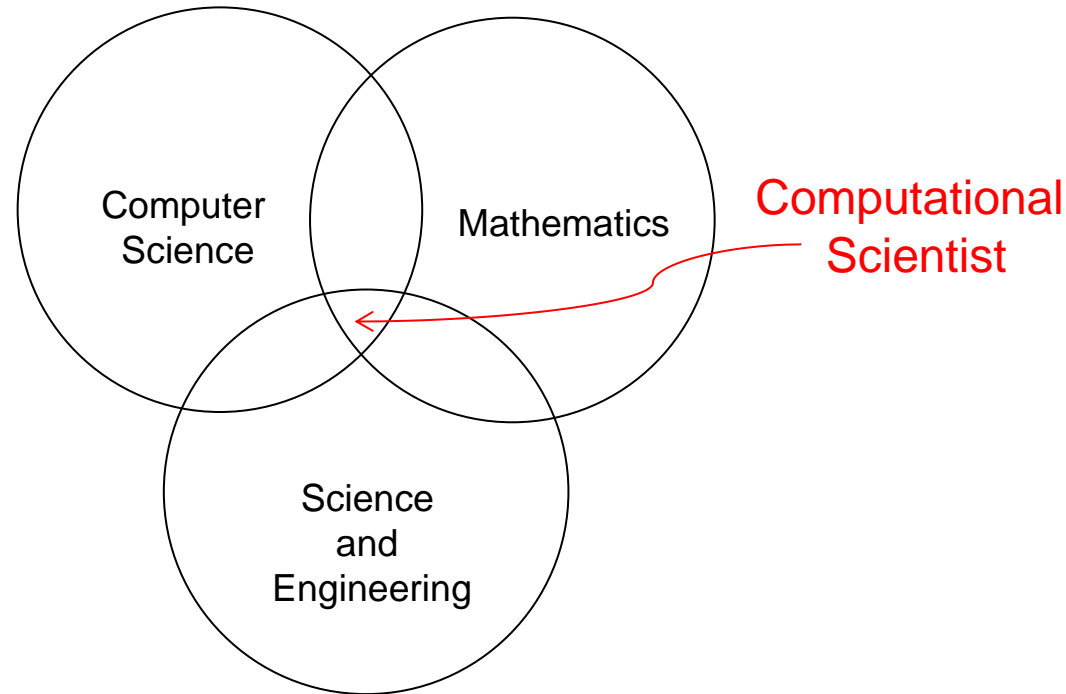 Computer
Science
Mathematics
Computational
Scientist
Science
and
Engineering